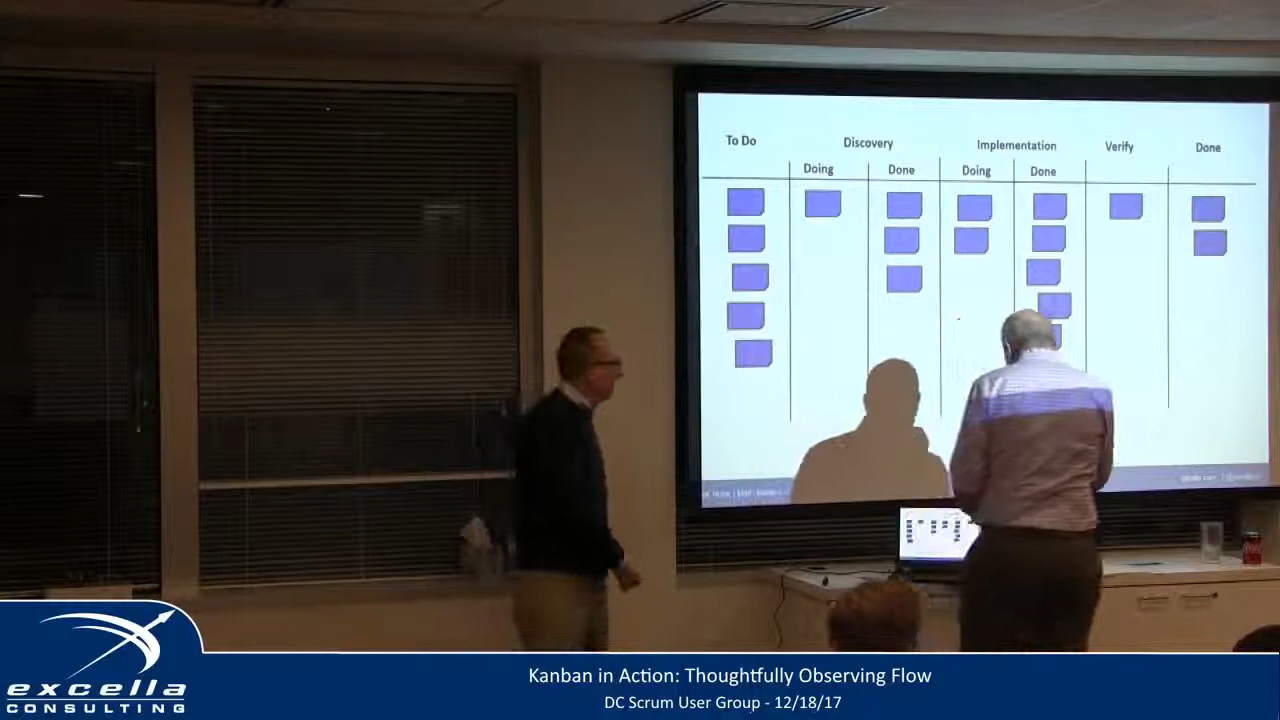 To Do
Discovery
Implementation
Verify
Done
Doing
Done
Doing
Done
excella
CONSULTING
Kanban in Action: Thoughtfully Observing Flow
DC Scrum User Group - 12/18/17